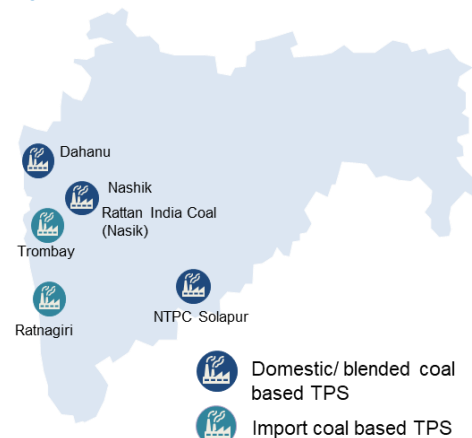 Dahanu
Nashik
Rattan India Coal
(Nasik)
Trombay
NTPC Solapur
Ratnagiri
Domestic/ blended coal
based TPS
Import coal based TPS